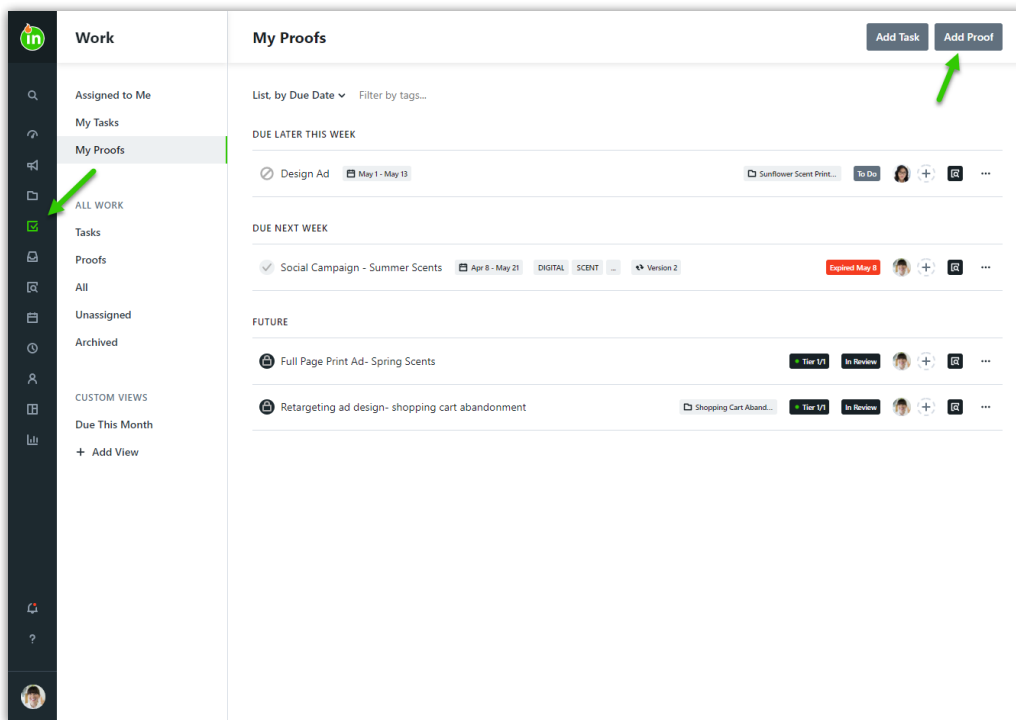 in
Work
My Proofs
Add Task
Add Proof
Assigned to Me
My Tasks
My Proofs
ALL WORK
Tasks
Proofs
All
Unassigned
Archived
CUSTOM VIEWS
Due This Month
+ Add View
List, by Due Date
Filter by tags...
DUE LATER THIS WEEK
Design Ad May 1 - May 13 Sunflower Scent Print... To Do
DUE NEXT WEEK
Social Campaign - Summer Scents Apr 8 - May 21 DIGITAL SCENT ... Version 2 Expired May 8
FUTURE
Full Page Print Ad- Spring Scents Tier 1/1 In Review
Retargeting ad design- shopping cart abandonment Shopping Cart Aband... Tier 1/1 In Review
?